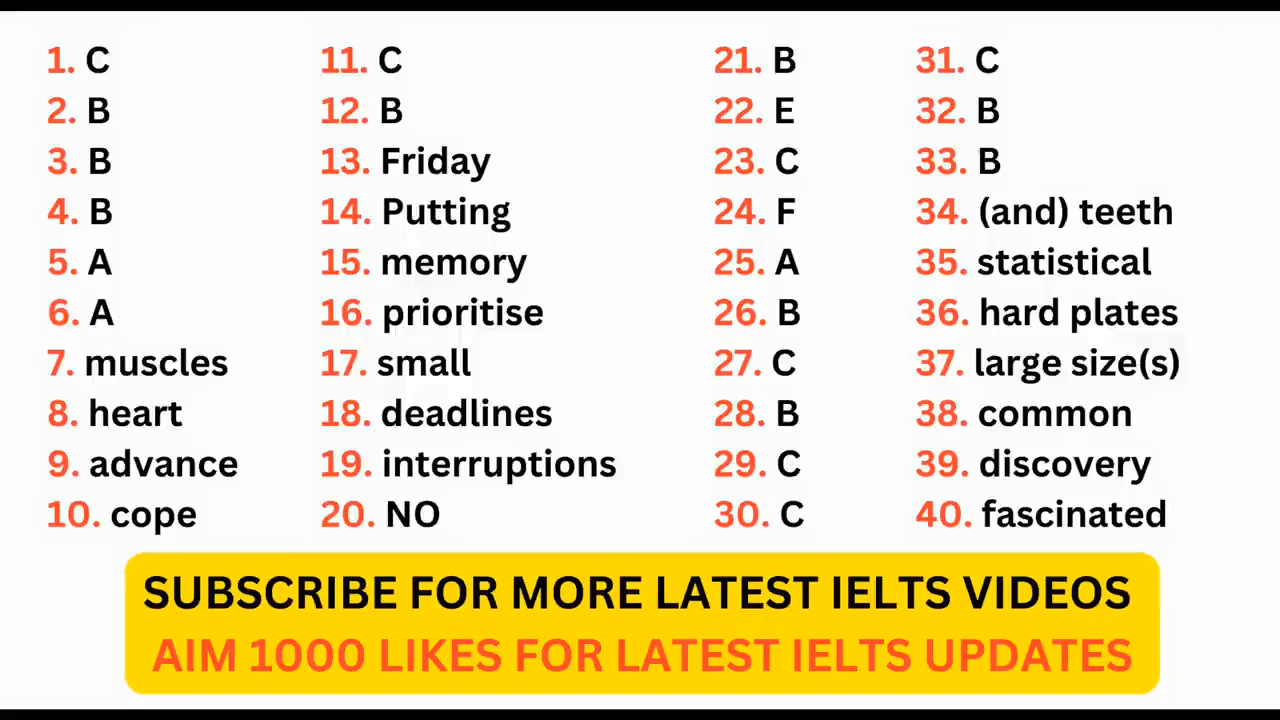 1. C
2. B
3. B
4. B
5. A
6. A
7. muscles
8. heart
9. advance
10. cope
11. C
12. B
13. Friday
14. Putting
15. memory
16. prioritise
17. small
18. deadlines
19. interruptions
20. NO
21. B
22. E
23. C
24. F
25. A
26. B
27. C
28. B
29. C
30. C
31. C
32. B
33. B
34. (and) teeth
35. statistical
36. hard plates
37. large size(s)
38. common
39. discovery
40. fascinated
SUBSCRIBE FOR MORE LATEST IELTS VIDEOS
AIM 1000 LIKES FOR LATEST IELTS UPDATES